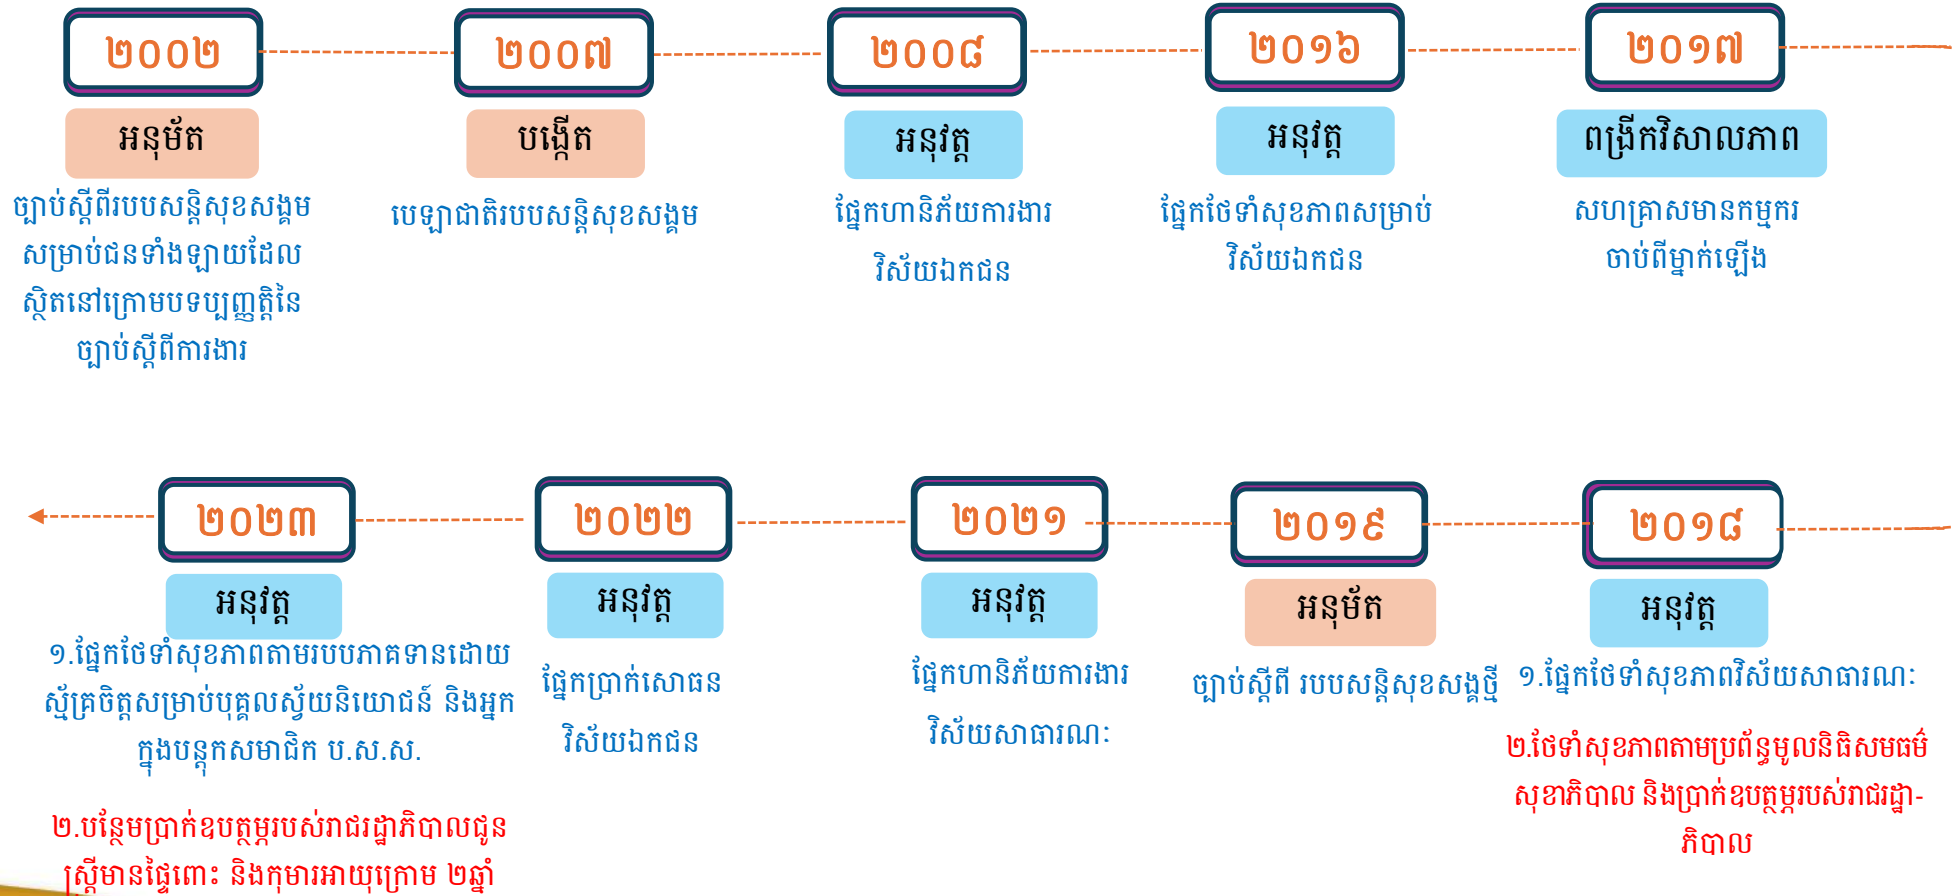 ២០០២
អនុម័ត
ច្បាប់ស្តីពីរបបសន្តិសុខសង្គម
សម្រាប់ជនទាំងឡាយដែល
ស្ថិតនៅក្រោមបទប្បញ្ញត្តិនៃ
ច្បាប់ស្តីពីការងារ
២០០៧
បង្កើត
បេឡាជាតិរបបសន្តិសុខសង្គម
២០០៨
អនុវត្ត
ផ្នែកហានិភ័យការងារ
វិស័យឯកជន
២០១៦
អនុវត្ត
ផ្នែកថែទាំសុខភាពសម្រាប់
វិស័យឯកជន
២០១៧
ពង្រីកវិសាលភាព
សហគ្រាសមានកម្មករ
ចាប់ពីម្នាក់ឡើង
២០១៨
អនុវត្ត
១.ផ្នែកថែទាំសុខភាពវិស័យសាធារណៈ
២.ថែទាំសុខភាពតាមប្រព័ន្ធមូលនិធិសមធម៌
សុខាភិបាល និងប្រាក់ឧបត្ថម្ភរបស់រាជរដ្ឋា-
ភិបាល
២០១៩
អនុម័ត
ច្បាប់ស្តីពី របបសន្តិសុខសង្គថ្មី
២០២១
អនុវត្ត
ផ្នែកហានិភ័យការងារ
វិស័យសាធារណៈ
២០២២
អនុវត្ត
ផ្នែកប្រាក់សោធន
វិស័យឯកជន
២០២៣
អនុវត្ត
១.ផ្នែកថែទាំសុខភាពតាមរបបភាគទានដោយ
ស្ម័គ្រចិត្តសម្រាប់បុគ្គលស្វ័យនិយោជន៍ និងអ្នក
ក្នុងបន្ទុកសមាជិក ប.ស.ស.
២.បន្ថែមប្រាក់ឧបត្ថម្ភរបស់រាជរដ្ឋាភិបាលជូន
ស្ត្រីមានផ្ទៃពោះ និងកុមារអាយុក្រោម ២ឆ្នាំ